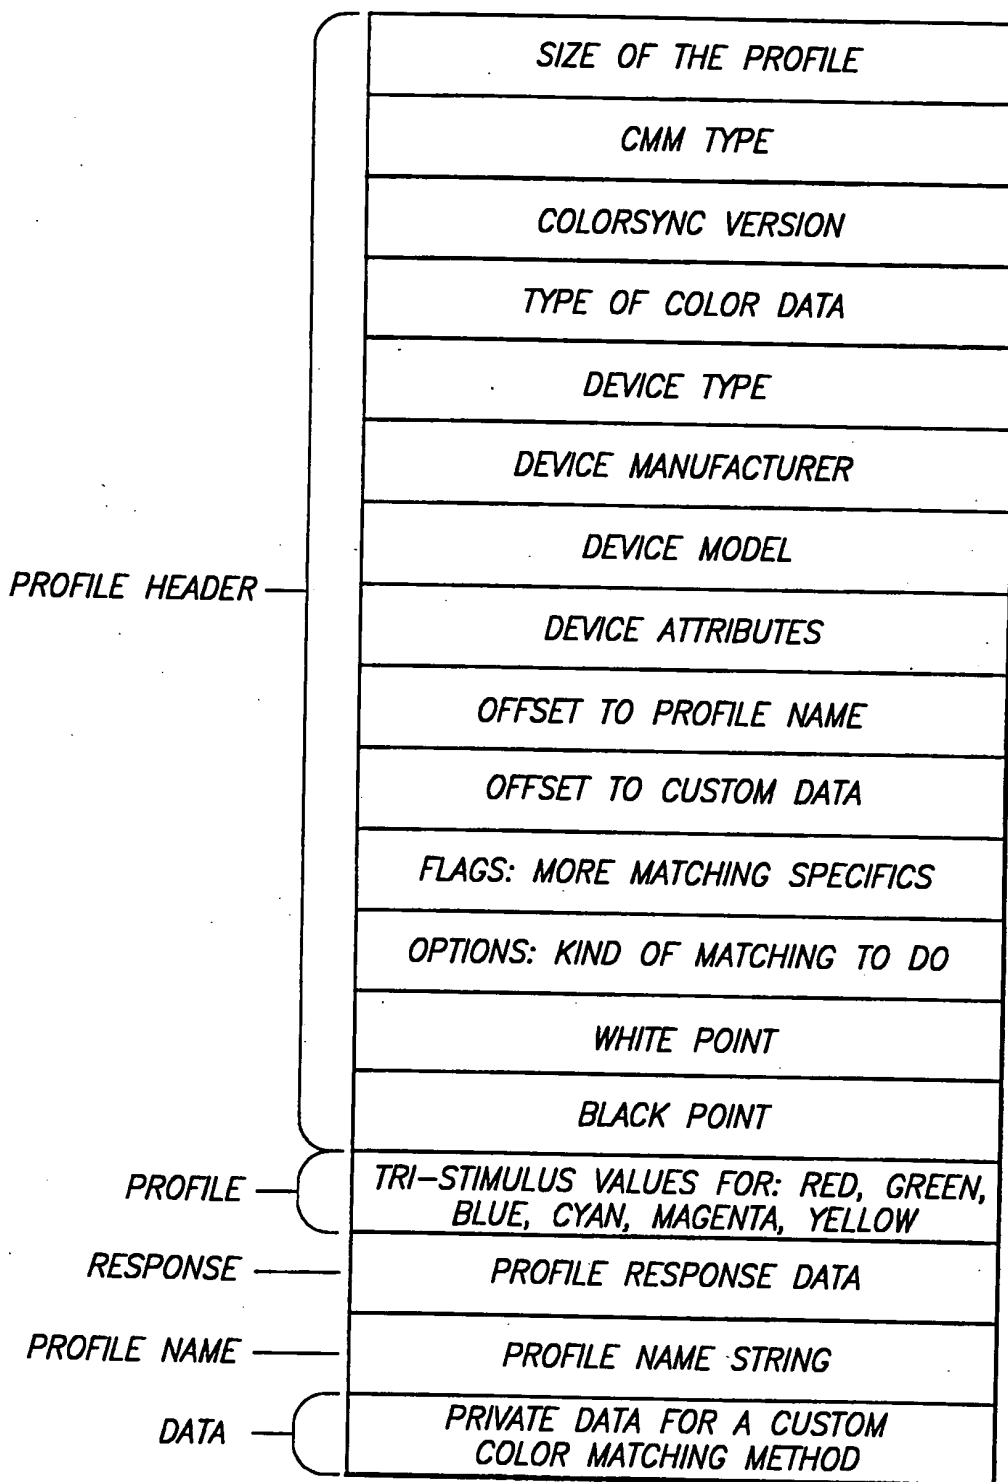 SIZE OF THE PROFILE
CMM TYPE
COLORSYNC VERSION
TYPE OF COLOR DATA
DEVICE TYPE
DEVICE MANUFACTURER
DEVICE MODEL
PROFILE HEADER
DEVICE ATTRIBUTES
OFFSET TO PROFILE NAME
OFFSET TO CUSTOM DATA
FLAGS: MORE MATCHING SPECIFICS
OPTIONS: KIND OF MATCHING TO DO
WHITE POINT
BLACK POINT
PROFILE
TRI-STIMULUS VALUES FOR: RED, GREEN,
BLUE, CYAN, MAGENTA, YELLOW
RESPONSE
PROFILE RESPONSE DATA
PROFILE NAME
PROFILE NAME STRING
DATA
PRIVATE DATA FOR A CUSTOM
COLOR MATCHING METHOD